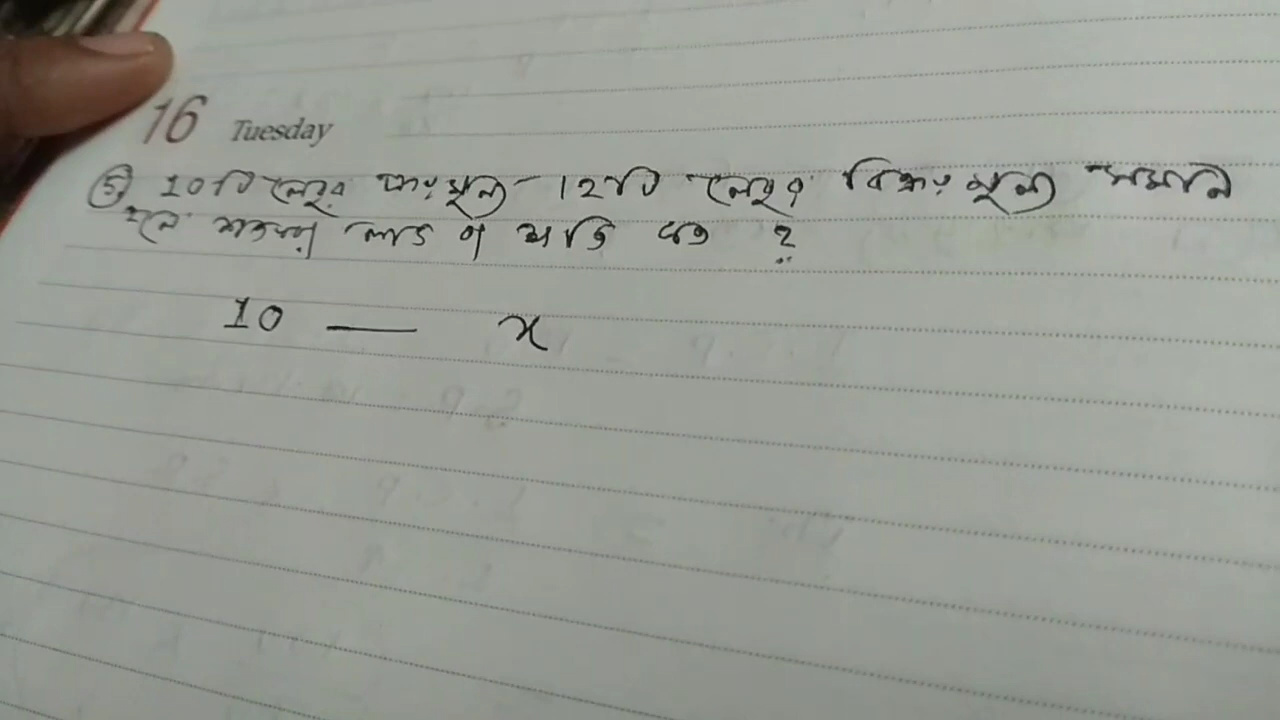 16 Tuesday
৫) 10টি লেবুর ক্রয়মূল্য 12টি লেবুর বিক্রয়মূল্য সমান
হলে শতকরা লাভ বা ক্ষতি কত ?
10 — x